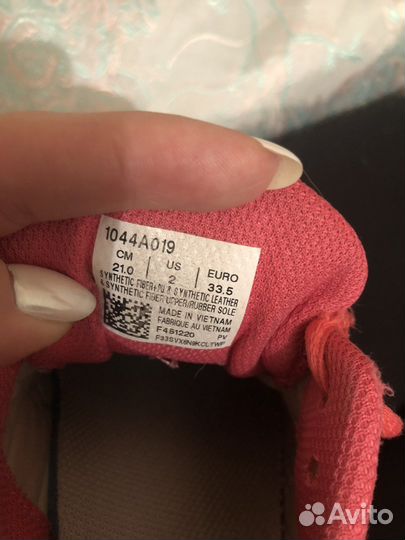 1044A019
CM US EURO
21.0 2 33.5
SYNTHETIC FIBER+PU & SYNTHETIC LEATHER
& SYNTHETIC FIBER UPPER/RUBBER SOLE
MADE IN VIETNAM
FABRIQUE AU VIETNAM
F451220 PV
Avito